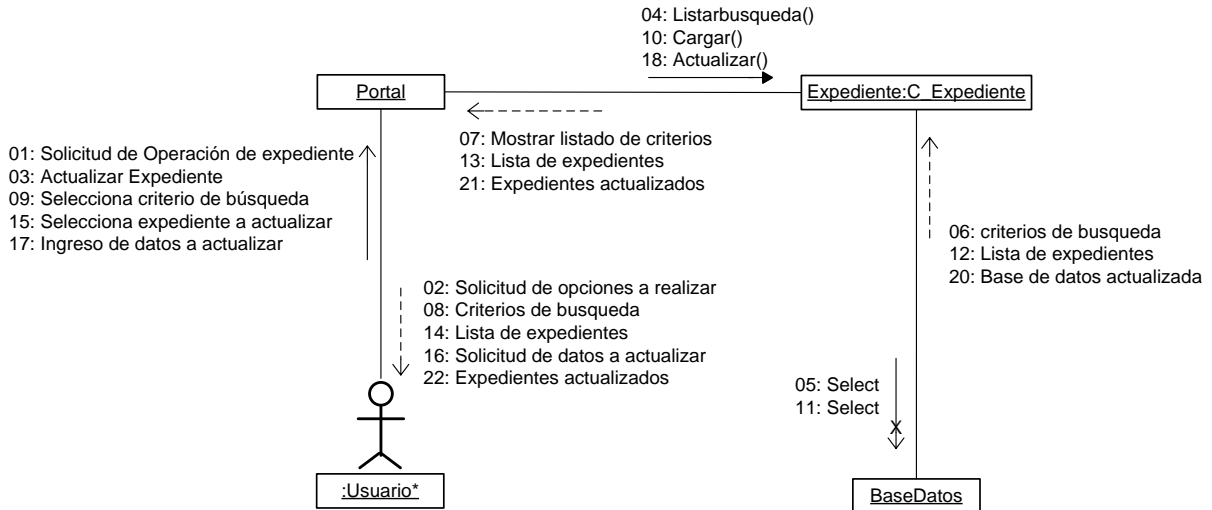 04: Listarbusqueda()
10: Cargar()
18: Actualizar()
Portal
Expediente:C_Expediente
07: Mostrar listado de criterios
13: Lista de expedientes
21: Expedientes actualizados
01: Solicitud de Operación de expediente
03: Actualizar Expediente
09: Selecciona criterio de búsqueda
15: Selecciona expediente a actualizar
17: Ingreso de datos a actualizar
06: criterios de busqueda
12: Lista de expedientes
20: Base de datos actualizada
02: Solicitud de opciones a realizar
08: Criterios de busqueda
14: Lista de expedientes
16: Solicitud de datos a actualizar
22: Expedientes actualizados
05: Select
11: Select
X
:Usuario*
BaseDatos